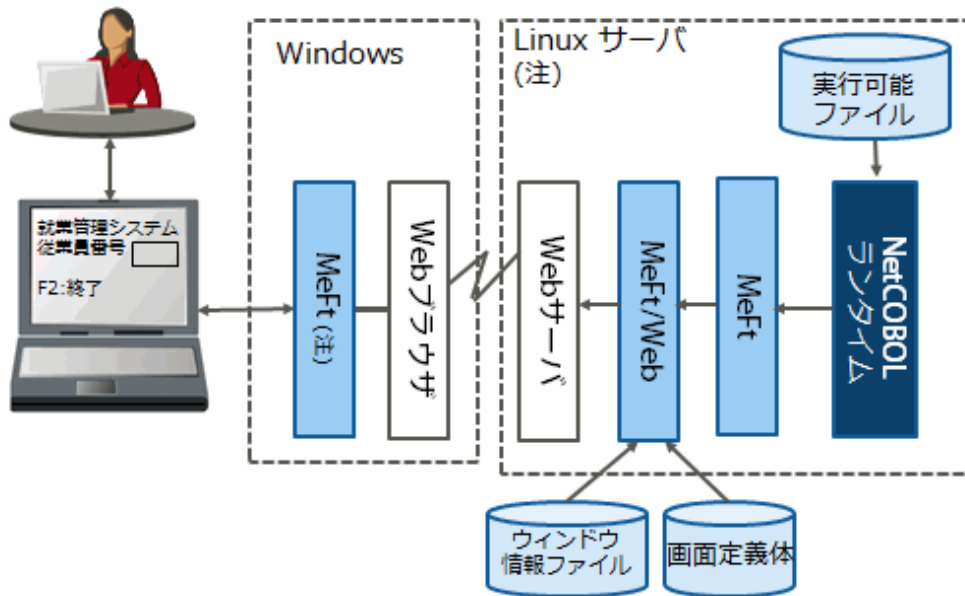 Windows
Linux サーバ
(注)
実行可能
ファイル
就業管理システム
従業員番号
F2:終了
MeFt (注)
Webブラウザ
Webサーバ
MeFt/Web
MeFt
NetCOBOL
ランタイム
ウィンドウ
情報ファイル
画面定義体